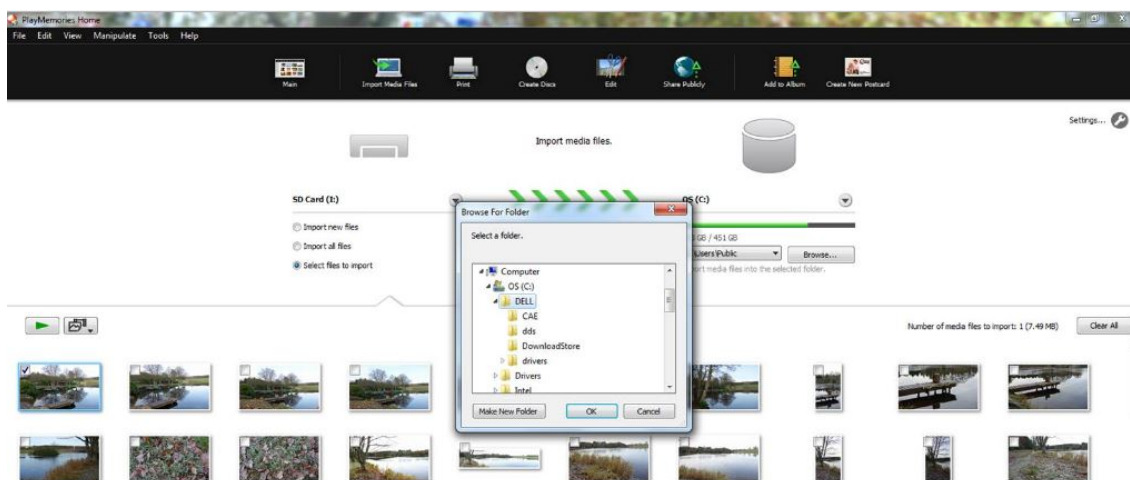 PlayMemories Home
File Edit View Manipulate Tools Help
Main Import Media Files Print Create Discs Edit Share Publicly Add to Album Create New Postcard
Settings...
Import media files.
SD Card (I:)
OS (C:)
Import new files
Import all files
Select files to import
GB / 451 GB
Users\Public
Browse...
media files into the selected folder.
Browse For Folder
Select a folder.
Computer
OS (C:)
DELL
CAE
dds
DownloadStore
drivers
Drivers
Intel
Make New Folder OK Cancel
Number of media files to import: 1 (7.49 MB) Clear All